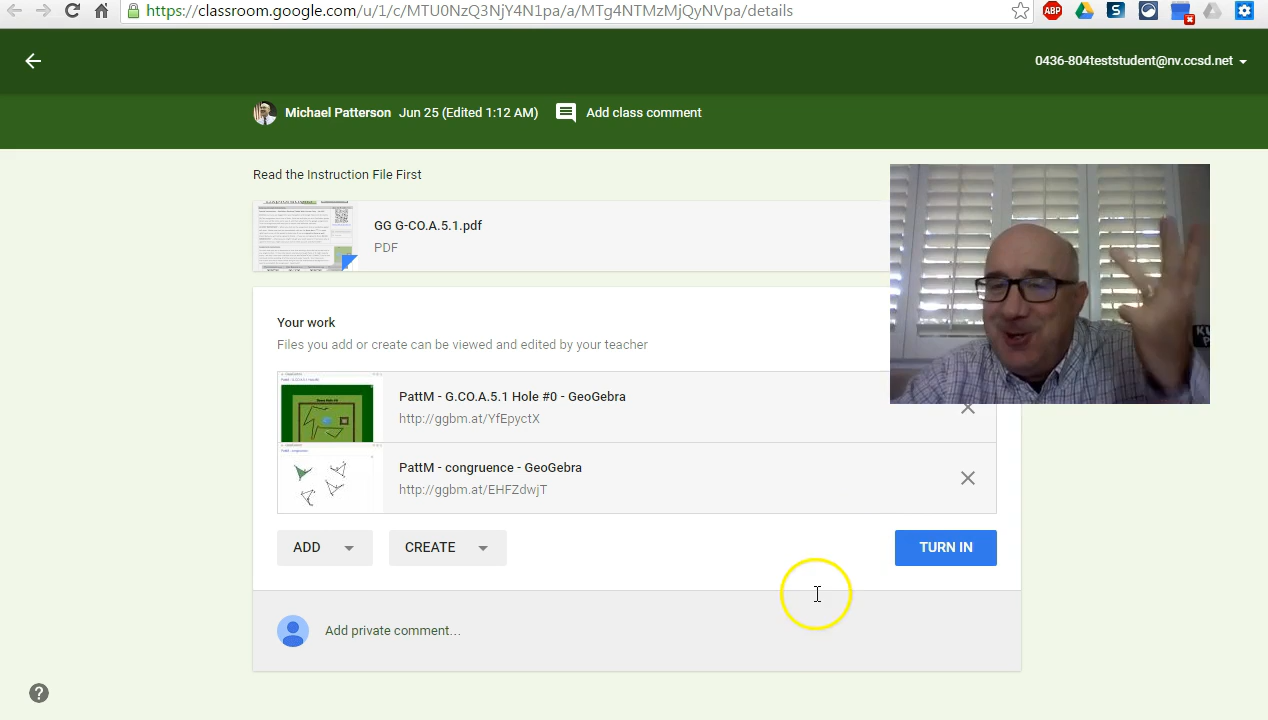 https://classroom.google.com/u/1/c/MTU0NzQ3NjY4N1pa/a/MTg4NTMzMjQyNVpa/details
ABP
S
0436-804teststudent@nv.ccsd.net
Michael Patterson Jun 25 (Edited 1:12 AM) Add class comment
Read the Instruction File First
GG G-CO.A.5.1.pdf
PDF
Your work
Files you add or create can be viewed and edited by your teacher
PattM - G.CO.A.5.1 Hole #0 - GeoGebra
http://ggbm.at/YfEpyctX
PattM - congruence - GeoGebra
http://ggbm.at/EHFZdwjT
ADD CREATE TURN IN
Add private comment…
?